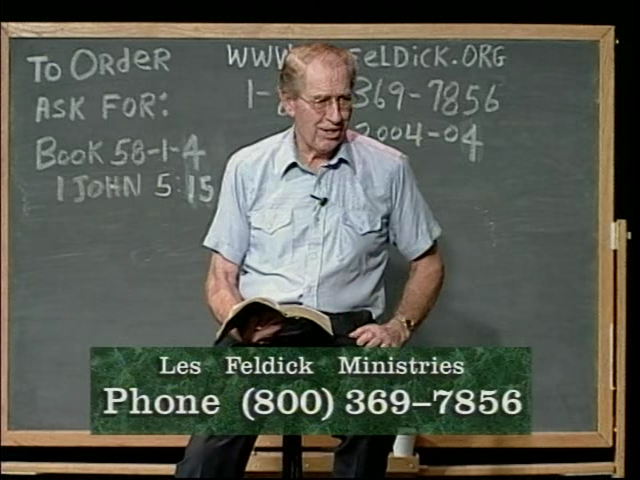 To Order
Ask For:
Book 58-1-4
1 John 5:15
WWW FeLDick.ORG
1- 369-7856
2004-04
Les Feldick Ministries
Phone (800) 369–7856